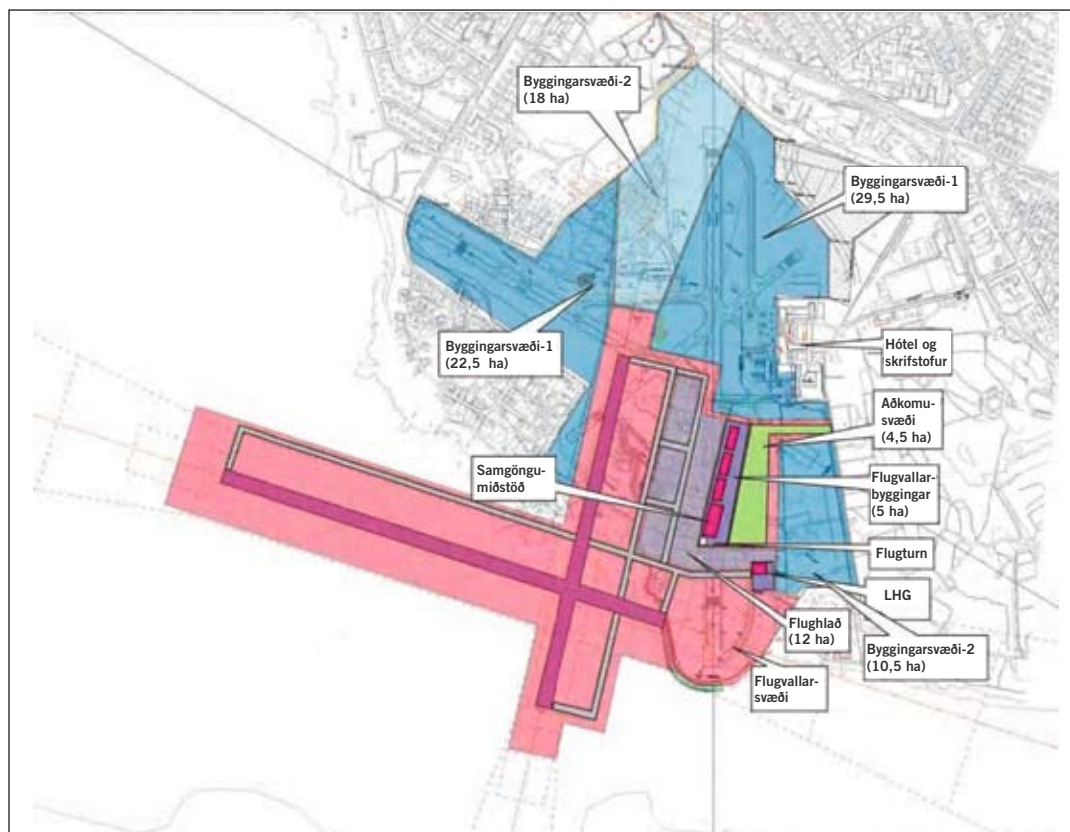 Byggingarsvæði-2
(18 ha)
Byggingarsvæði-1
(29,5 ha)
Byggingarsvæði-1
(22,5 ha)
Hótel og
skrifstofur
Aðkomu-
svæði
(4,5 ha)
Samgöngu-
miðstöð
Flugvallar-
byggingar
(5 ha)
Flugturn
LHG
Flughlað
(12 ha)
Byggingarsvæði-2
(10,5 ha)
Flugvallar-
svæði